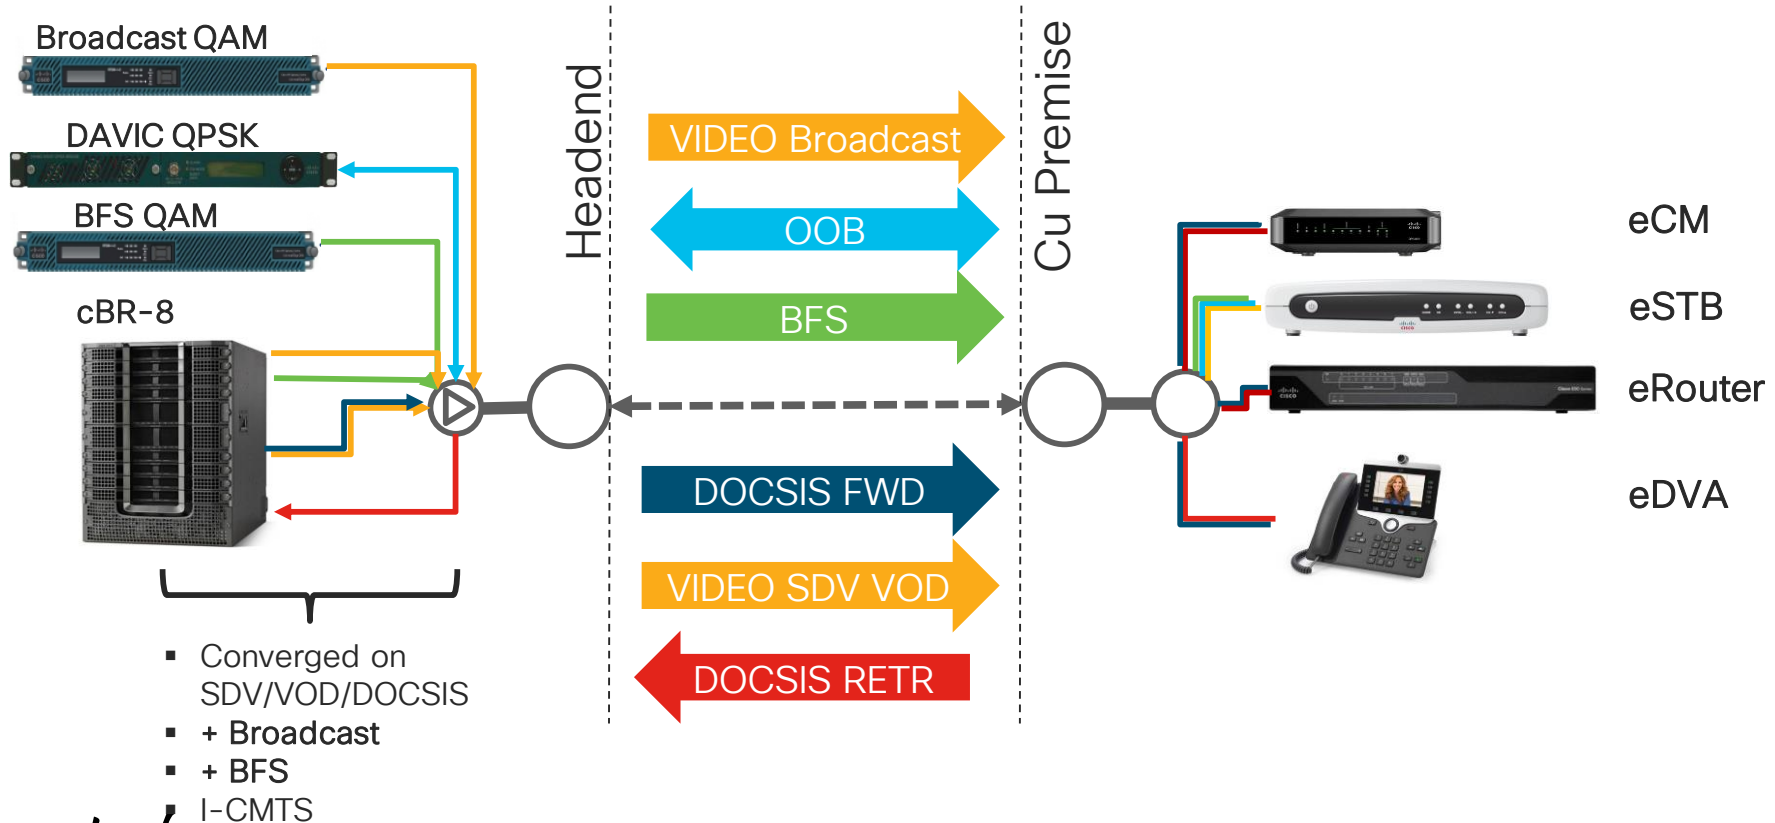 Broadcast QAM
DAVIC QPSK
BFS QAM
cBR-8
Converged on
SDV/VOD/DOCSIS
+ Broadcast
+ BFS
I-CMTS
Headend
VIDEO Broadcast
OOB
BFS
DOCSIS FWD
VIDEO SDV VOD
DOCSIS RETR
Cu Premise
eCM
eSTB
eRouter
eDVA